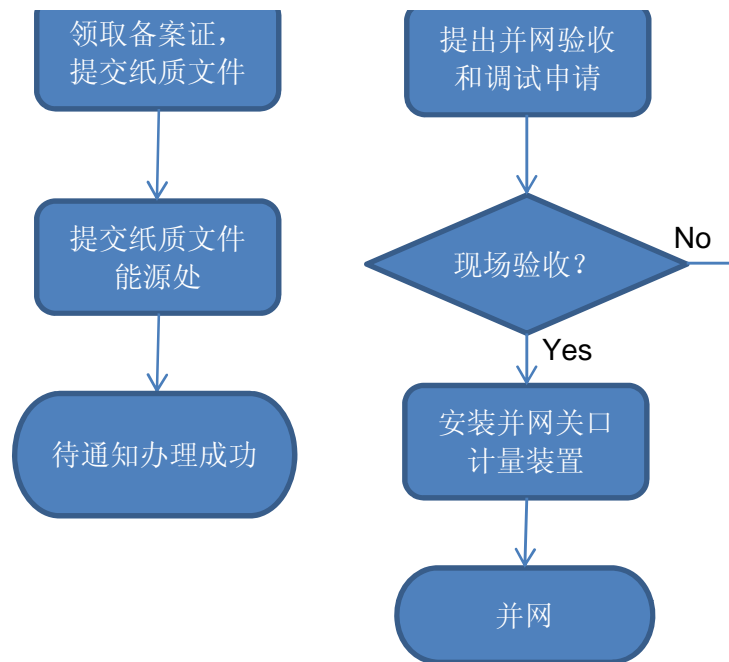 领取备案证，
提交纸质文件
提交纸质文件
能源处
待通知办理成功
提出并网验收
和调试申请
现场验收？
No
Yes
安装并网关口
计量装置
并网